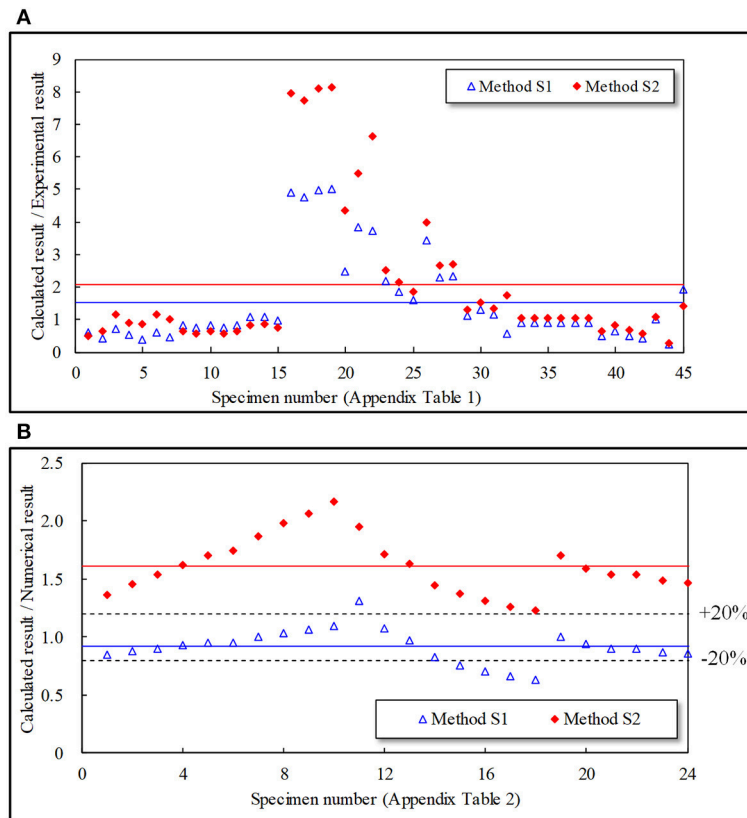 A
Calculated result / Experimental result
9
8
7
6
5
4
3
2
1
0
Method S1
Method S2
0 5 10 15 20 25 30 35 40 45
Specimen number (Appendix Table 1)
B
Calculated result / Numerical result
2.5
2.0
1.5
1.0
0.5
0
+20%
-20%
Method S1
Method S2
0 4 8 12 16 20 24
Specimen number (Appendix Table 2)